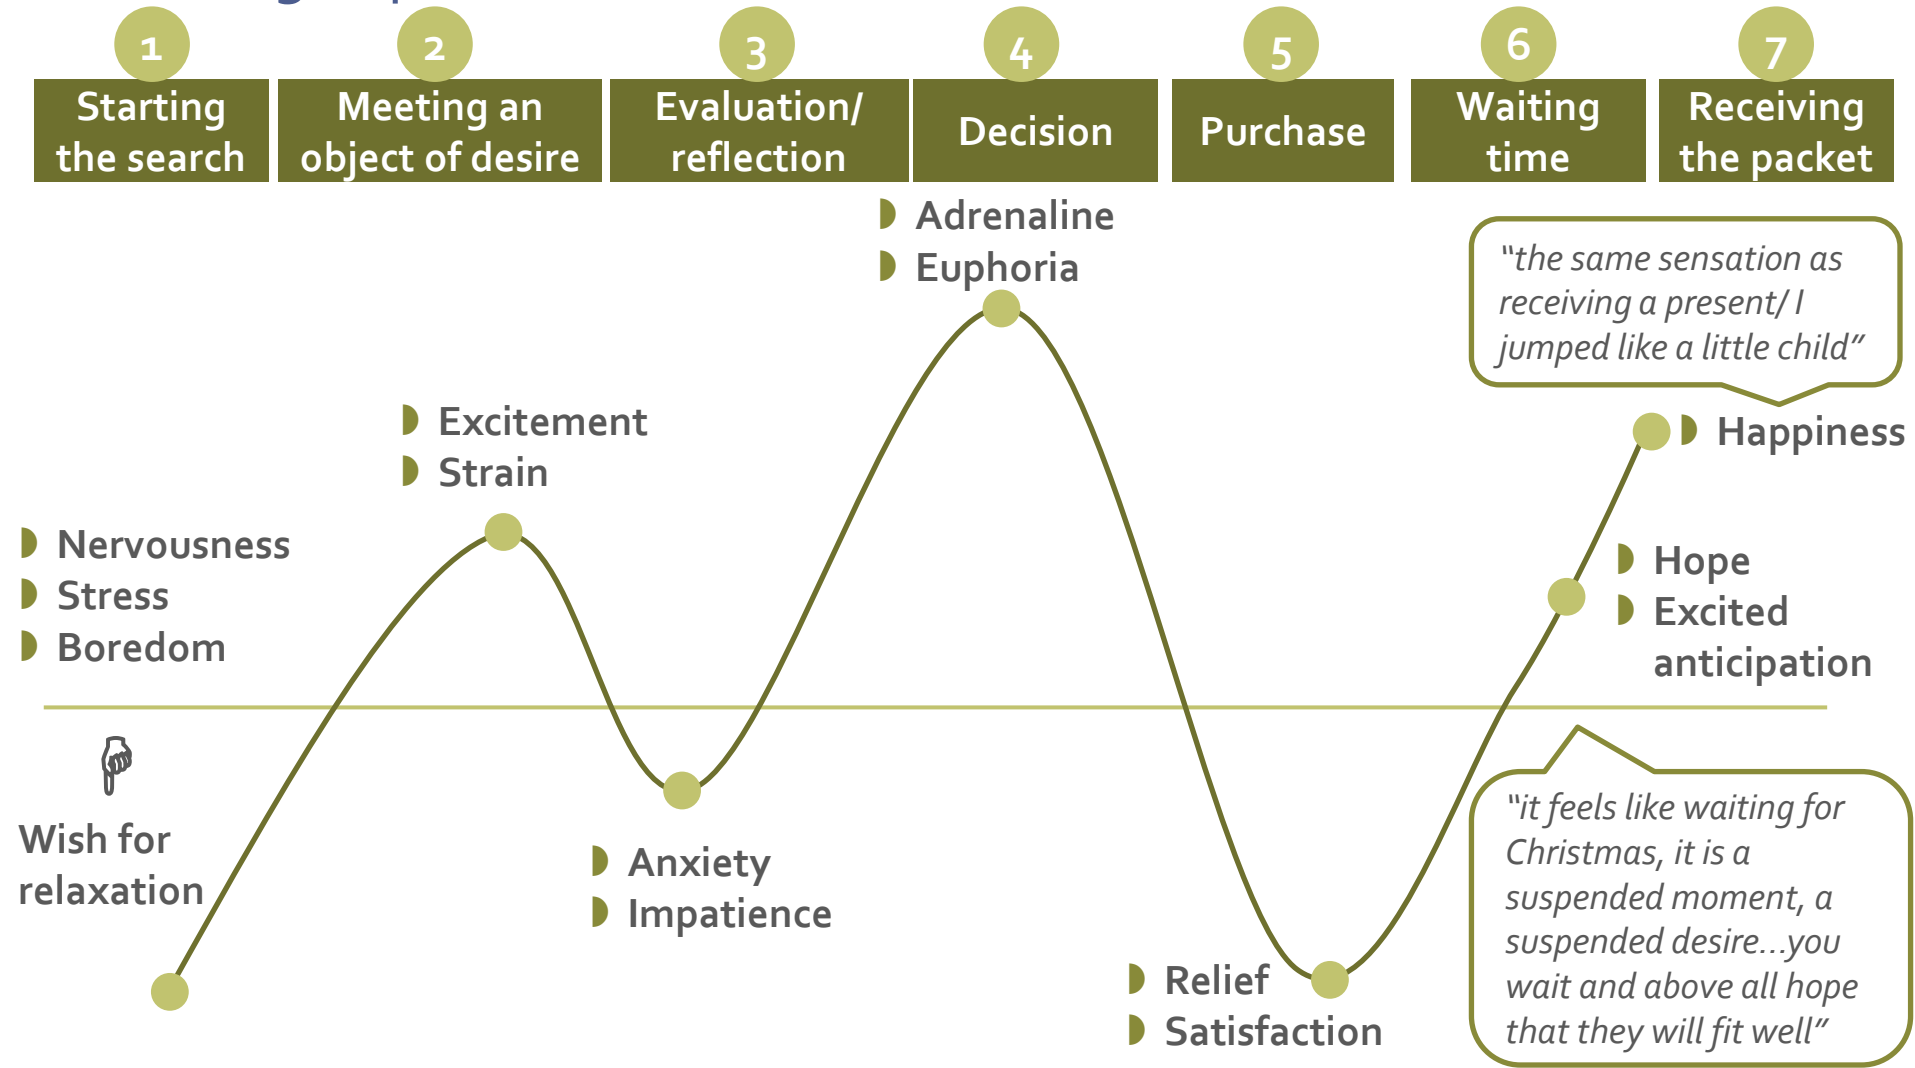 1
Starting
the search
2
Meeting an
object of desire
3
Evaluation/
reflection
4
Decision
5
Purchase
6
Waiting
time
7
Receiving
the packet
Adrenaline
Euphoria
"the same sensation as
receiving a present/ I
jumped like a little child"
Excitement
Strain
Happiness
Nervousness
Stress
Boredom
Hope
Excited
anticipation
Wish for
relaxation
Anxiety
Impatience
"it feels like waiting for
Christmas, it is a
suspended moment, a
suspended desire...you
wait and above all hope
that they will fit well"
Relief
Satisfaction